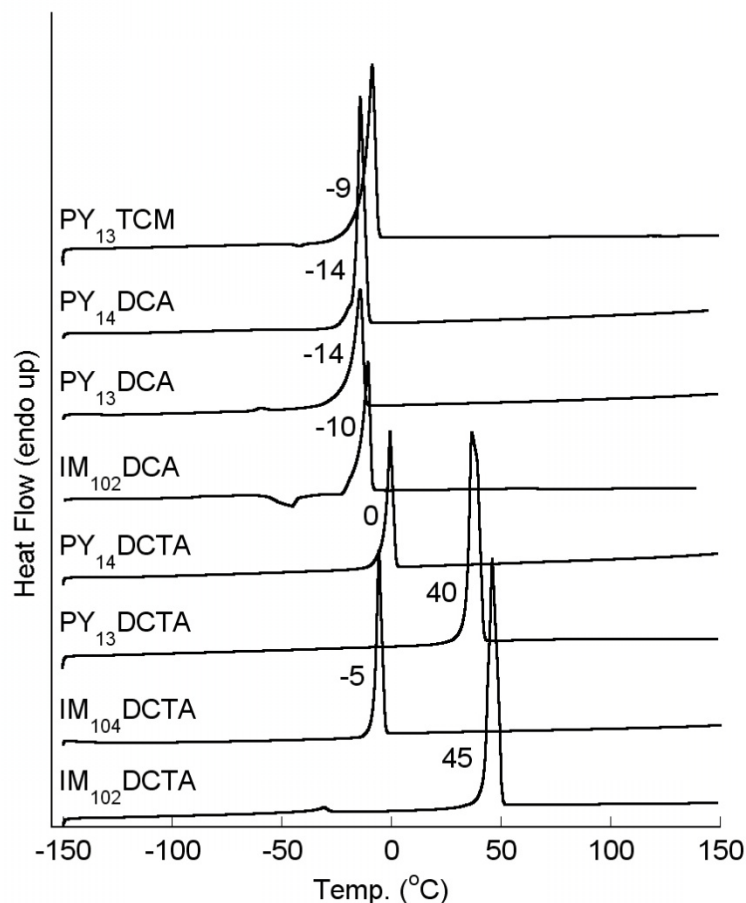 -9
PY₁₃TCM
-14
PY₁₄DCA
-14
PY₁₃DCA
-10
IM₁₀₂DCA
0
PY₁₄DCTA
40
PY₁₃DCTA
-5
IM₁₀₄DCTA
45
IM₁₀₂DCTA
Heat Flow (endo up)
-150 -100 -50 0 50 100 150
Temp. (°C)